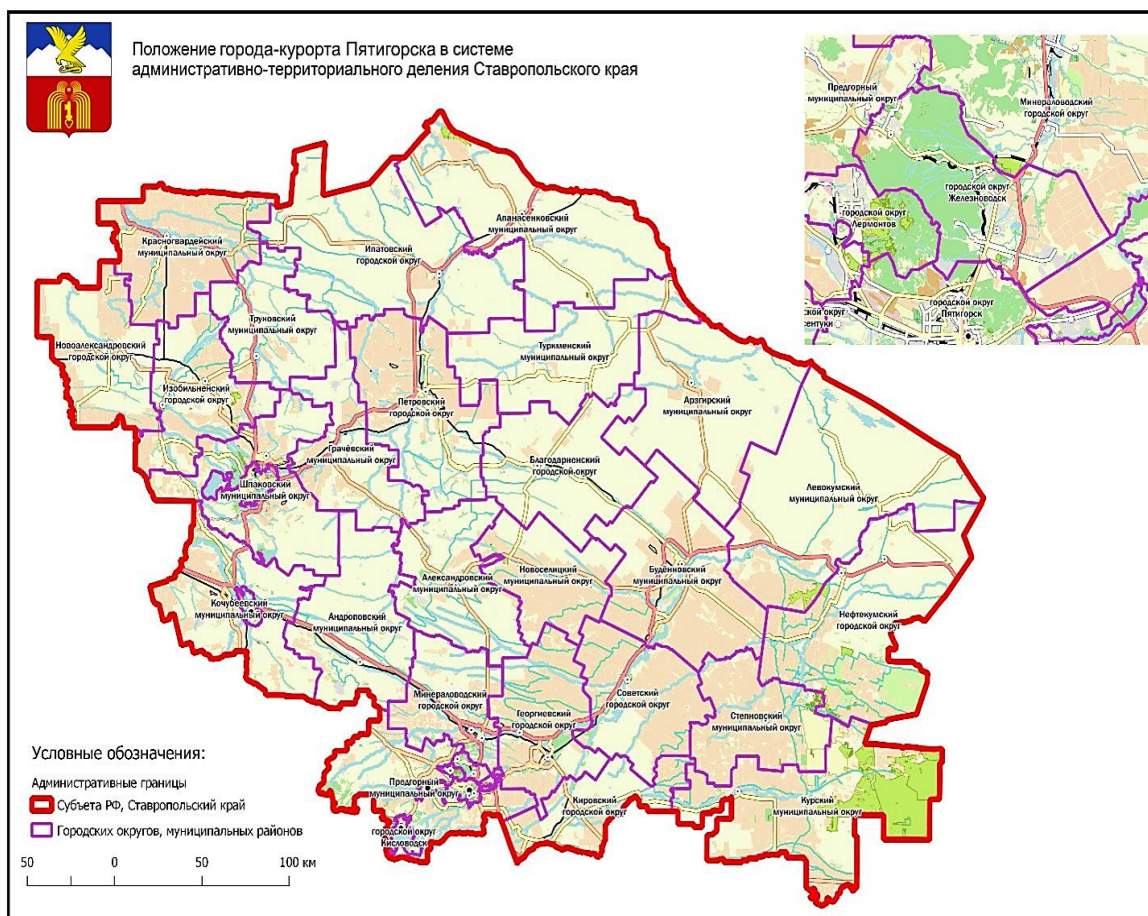 Положение города-курорта Пятигорска в системе
административно-территориального деления Ставропольского края
Предгорный
муниципальный округ
Минераловодский
городской округ
городской округ
Железноводск
городской округ
Лермонтов
городской округ
Пятигорск
ской округ
сентуки
Апанасенковский
муниципальный округ
Красногвардейский
муниципальный округ
Ипатовский
городской округ
Труновский
муниципальный округ
Новоалександровский
городской округ
Туркменский
муниципальный округ
Изобильненский
городской округ
Петровский
городской округ
Арзгирский
муниципальный округ
Грачёвский
муниципальный округ
Благодарненский
городской округ
Шпаковский
муниципальный округ
Левокумский
муниципальный округ
Александровский
муниципальный округ
Новоселицкий
муниципальный округ
Будённовский
муниципальный округ
Кочубеевский
муниципальный округ
Андроповский
муниципальный округ
Нефтекумский
городской округ
Минераловодский
городской округ
Георгиевский
городской округ
Советский
городской округ
Степновский
муниципальный округ
Предгорный
муниципальный округ
Кировский
городской округ
Курский
муниципальный округ
городской округ
Кисловодск
Условные обозначения:
Административные границы
Субъета РФ, Ставропольский край
Городских округов, муниципальных районов
50 0 50 100 км